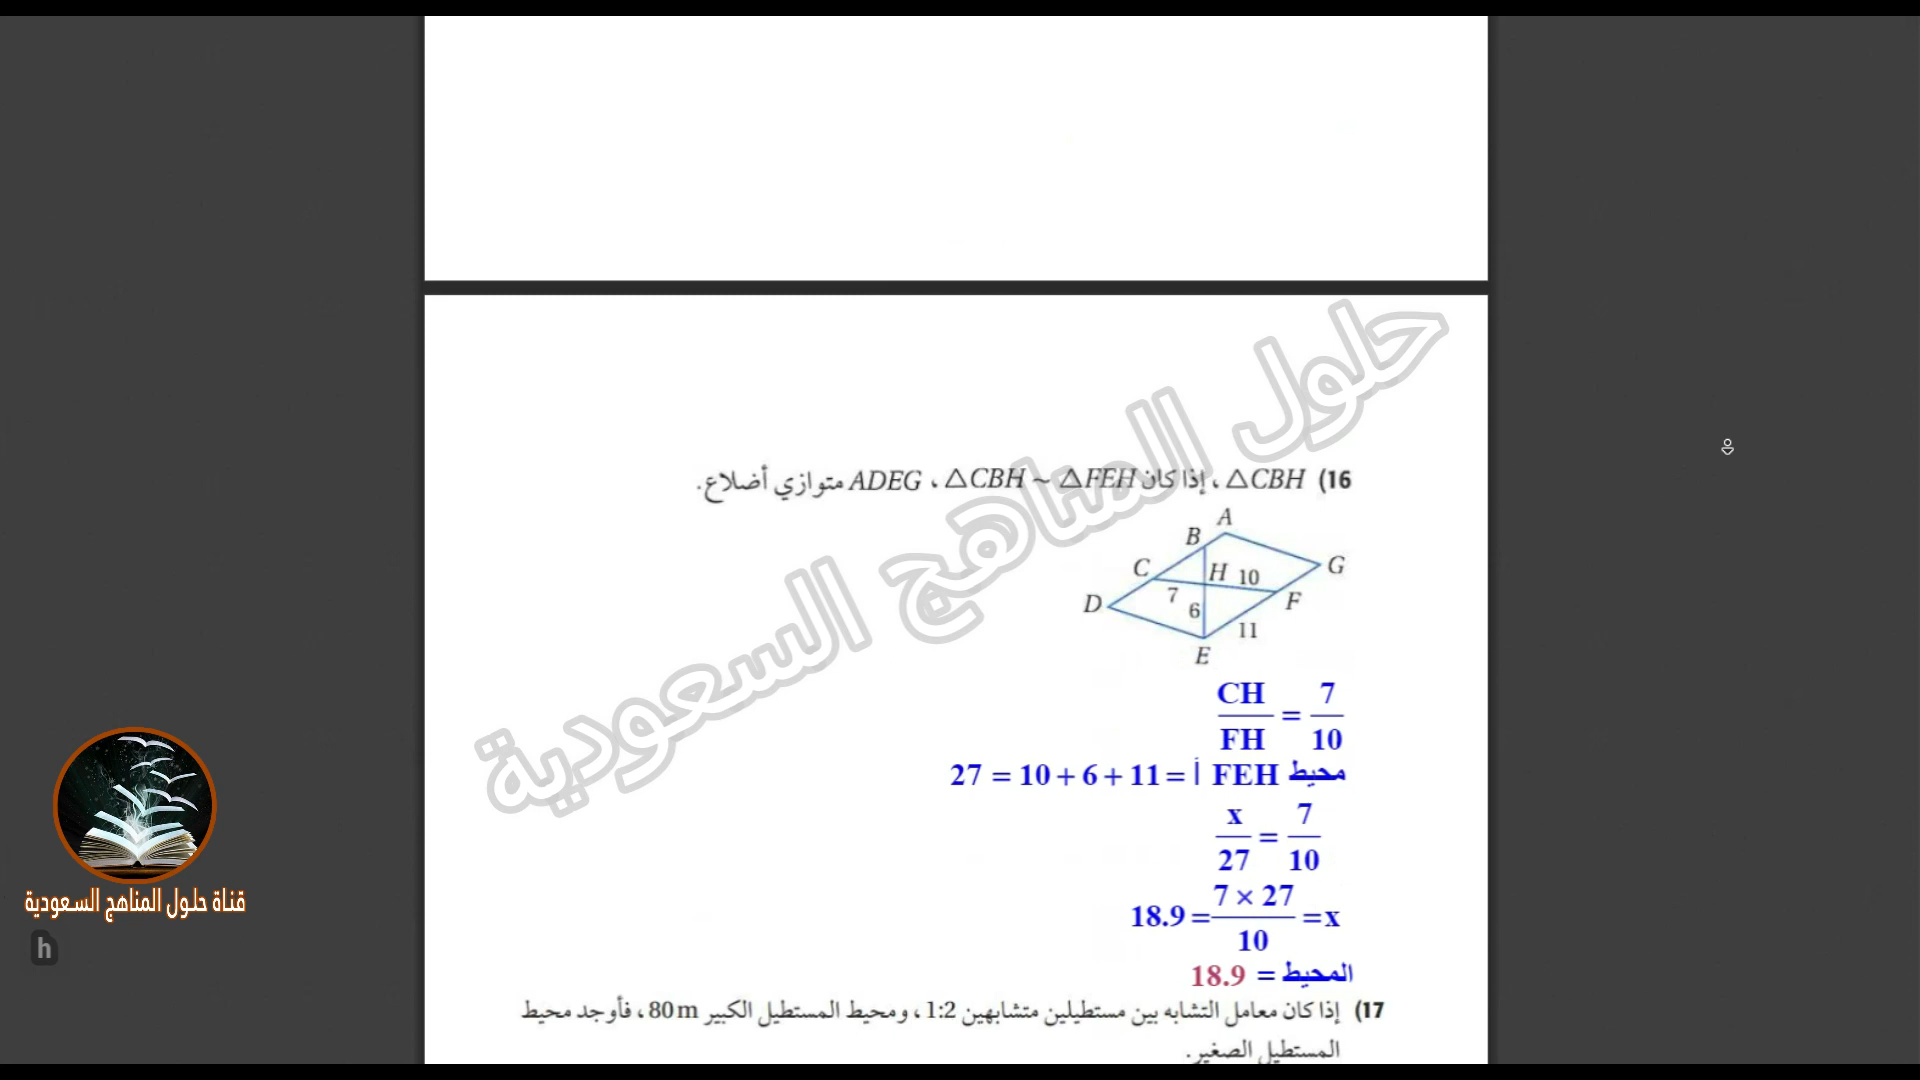 حلول المناهج السعودية
16) △CBH ، إذا كان △CBH ~ △FEH ، ADEG متوازي أضلاع.
A
B
G
C
H 10
D
7
F
6
11
E
CH/FH = 7/10
محيط FEH أ = 11 + 6 + 10 = 27
x/27 = 7/10
x = (7 × 27)/10 = 18.9
المحيط = 18.9
17) إذا كان معامل التشابه بين مستطيلين متشابهين 1:2 ، ومحيط المستطيل الكبير 80 m ، فأوجد محيط
المستطيل الصغير.
قناة حلول المناهج السعودية
h